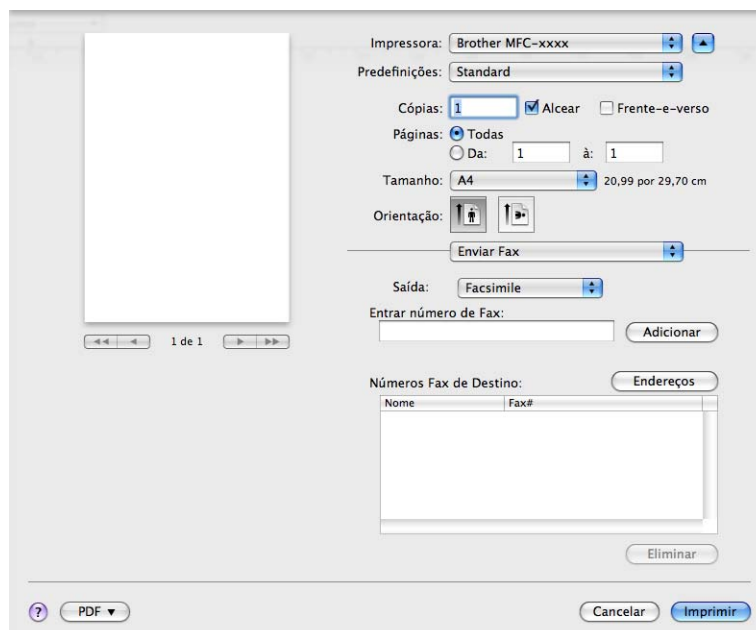 Impressora: Brother MFC-xxxx
Predefinições: Standard
Cópias: 1 Alcear Frente-e-verso
Páginas: Todas
Da: 1 à: 1
Tamanho: A4 20,99 por 29,70 cm
Orientação:
Enviar Fax
Saída: Facsimile
Entrar número de Fax:
Adicionar
1 de 1
Números Fax de Destino: Endereços
Nome Fax#
Eliminar
? PDF Cancelar Imprimir